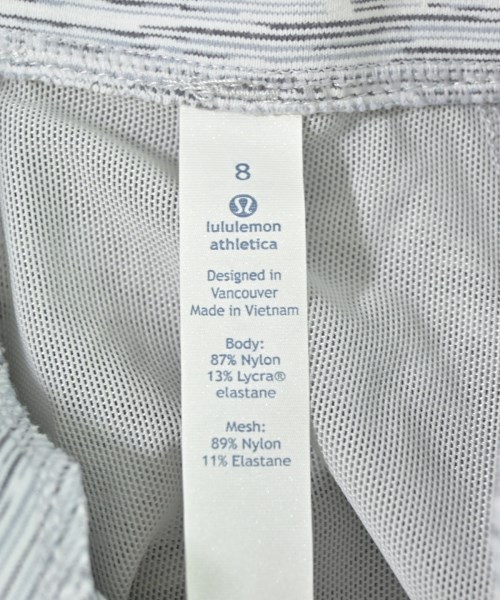 8
lululemon
athletica
Designed in
Vancouver
Made in Vietnam
Body:
87% Nylon
13% Lycra®
elastane
Mesh:
89% Nylon
11% Elastane